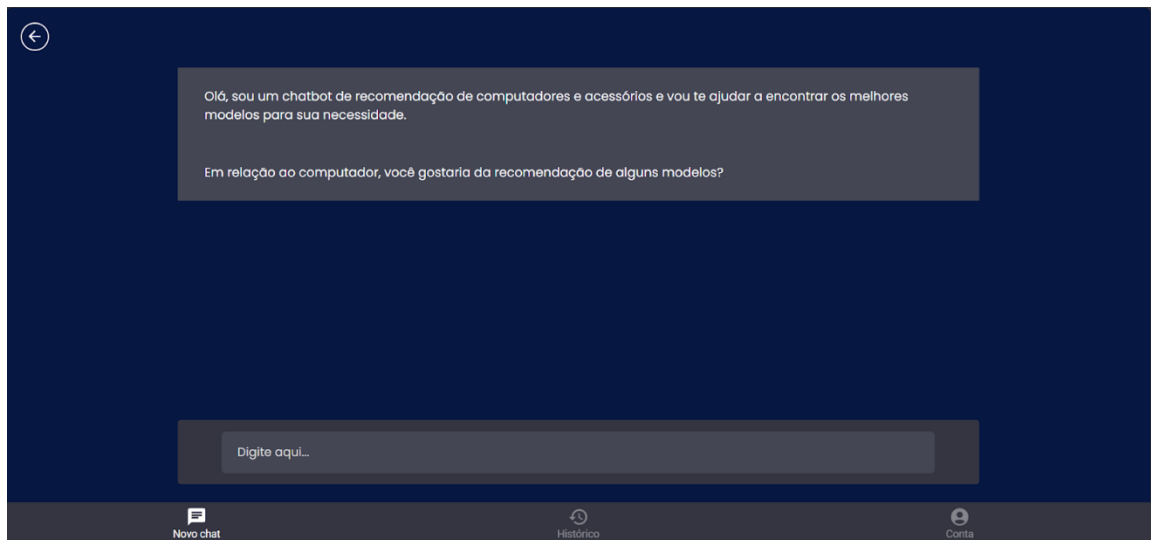 Olá, sou um chatbot de recomendação de computadores e acessórios e vou te ajudar a encontrar os melhores
modelos para sua necessidade.
Em relação ao computador, você gostaria da recomendação de alguns modelos?
Digite aqui...
Novo chat
Histórico
Conta